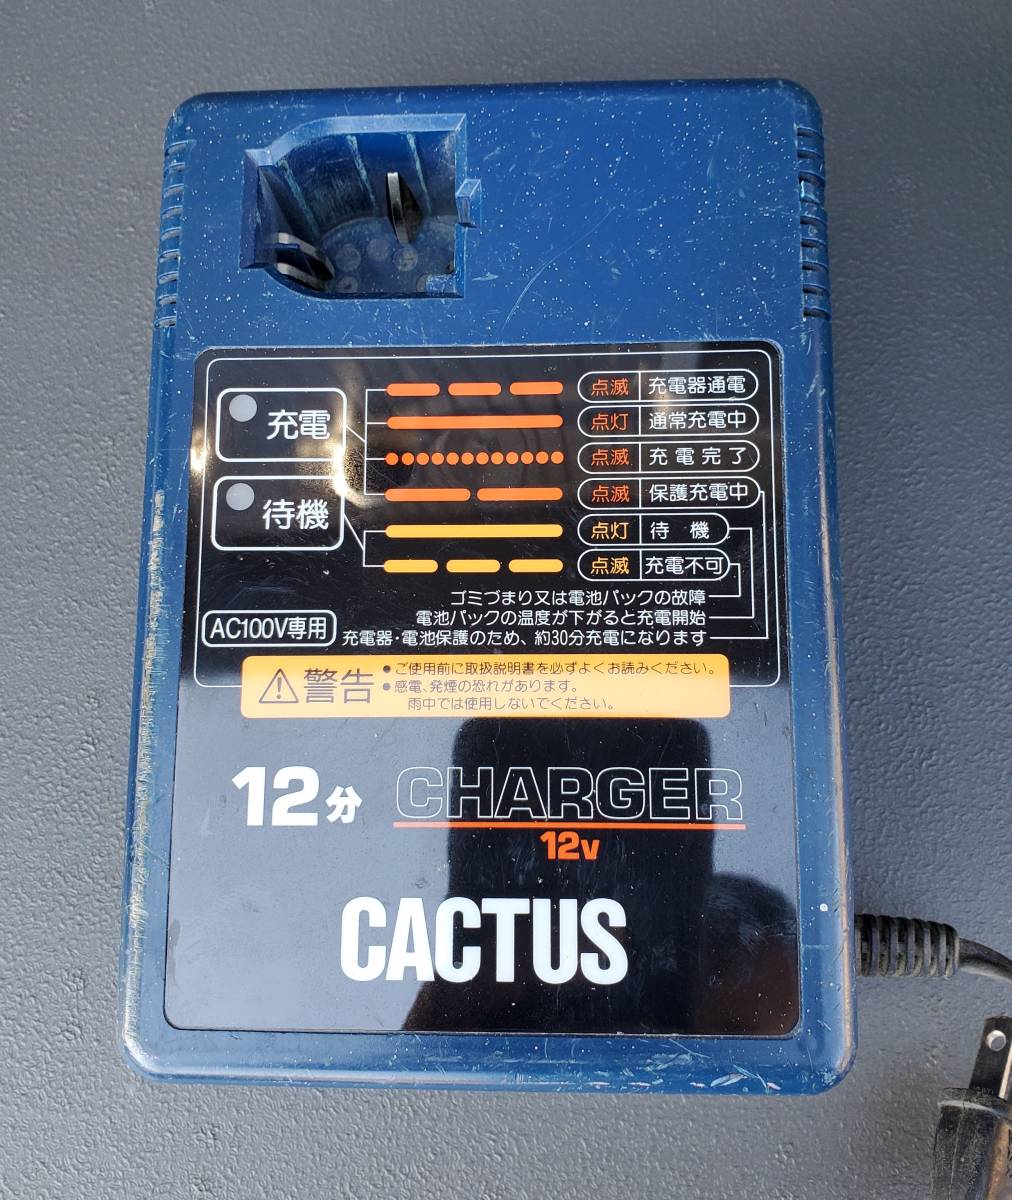 充電
点滅 充電器通電
点灯 通常充電中
点滅 充電完了
点滅 保護充電中
待機
点灯 待機
点滅 充電不可
ゴミづまり又は電池パックの故障
電池パックの温度が下がると充電開始
AC100V専用
充電器・電池保護のため、約30分充電になります
警告
●ご使用前に取扱説明書を必ずよくお読みください。
●感電、発煙の恐れがあります。
雨中では使用しないでください。
12分 CHARGER
12v
CACTUS